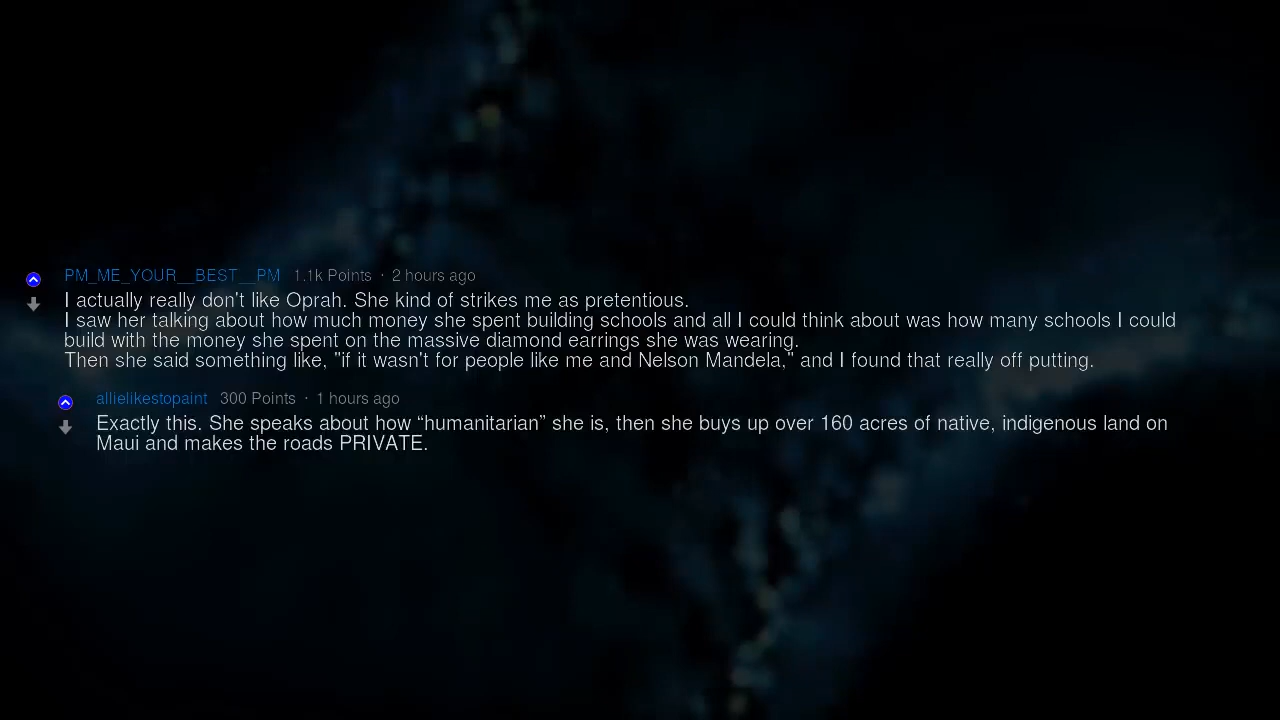 PM_ME_YOUR__BEST__PM 1.1k Points · 2 hours ago
I actually really don't like Oprah. She kind of strikes me as pretentious.
I saw her talking about how much money she spent building schools and all I could think about was how many schools I could
build with the money she spent on the massive diamond earrings she was wearing.
Then she said something like, "if it wasn't for people like me and Nelson Mandela," and I found that really off putting.
allielikestopaint 300 Points · 1 hours ago
Exactly this. She speaks about how “humanitarian” she is, then she buys up over 160 acres of native, indigenous land on
Maui and makes the roads PRIVATE.